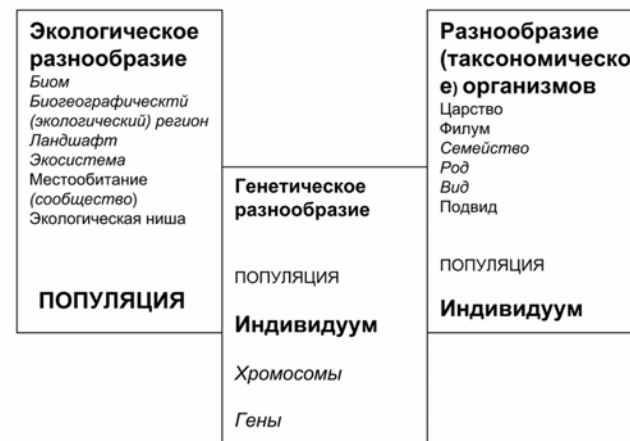 Экологическое
разнообразие
Биом
Биогеографическтй
(экологический) регион
Ландшафт
Экосистема
Местообитание
(сообщество)
Экологическая ниша
ПОПУЛЯЦИЯ
Генетическое
разнообразие
ПОПУЛЯЦИЯ
Индивидуум
Хромосомы
Гены
Разнообразие
(таксономическо
е) организмов
Царство
Филум
Семейство
Род
Вид
Подвид
ПОПУЛЯЦИЯ
Индивидуум